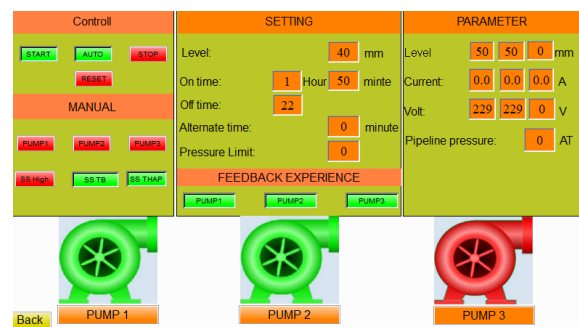 Controll
START AUTO STOP
RESET
MANUAL
PUMP1 PUMP2 PUMP3
SS High SS TB SS THAP
SETTING
Level: 40 mm
On time: 1 Hour 50 minte
Off time: 22
Alternate time: 0 minute
Pressure Limit: 0
FEEDBACK EXPERIENCE
PUMP1 PUMP2 PUMP3
PARAMETER
Level 50 50 0 mm
Current: 0.0 0.0 0.0 A
Volt: 229 229 0 V
Pipeline pressure: 0 AT
Back PUMP 1 PUMP 2 PUMP 3